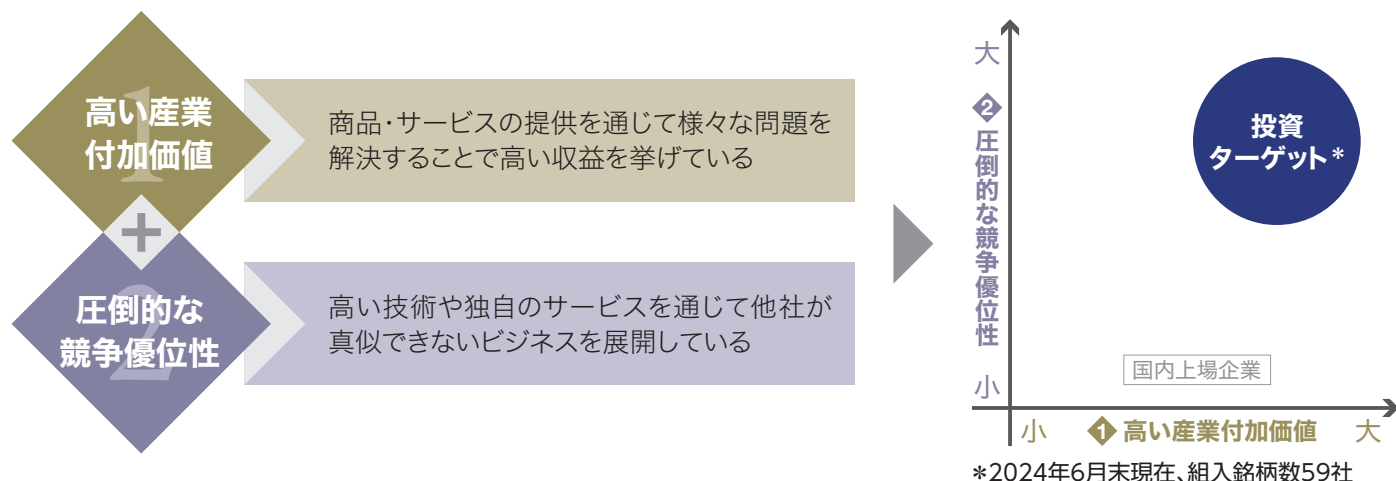 1
高い産業
付加価値
商品・サービスの提供を通じて様々な問題を
解決することで高い収益を挙げている
+
2
圧倒的な
競争優位性
高い技術や独自のサービスを通じて他社が
真似できないビジネスを展開している
大
❷圧倒的な競争優位性
小
投資
ターゲット*
国内上場企業
小
❶高い産業付加価値
大
*2024年6月末現在、組入銘柄数59社